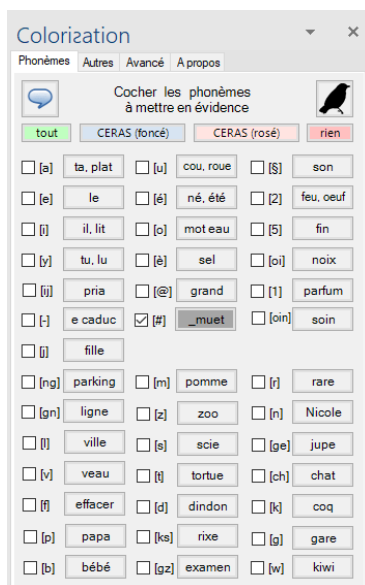 Colorization
Phonèmes Autres Avancé A propos
Cocher les phonèmes
à mettre en évidence
tout CERAS (foncé) CERAS (rosé) rien
[a] ta, plat [u] cou, roue [§] son
[e] le [é] né, été [2] feu, oeuf
[i] il, lit [o] mot eau [5] fin
[y] tu, lu [è] sel [oi] noix
[ij] pria [@] grand [1] parfum
[-] e caduc [#] _muet [oin] soin
[j] fille
[ng] parking [m] pomme [r] rare
[gn] ligne [z] zoo [n] Nicole
[l] ville [s] scie [ge] jupe
[v] veau [t] tortue [ch] chat
[f] effacer [d] dindon [k] coq
[p] papa [ks] rixe [g] gare
[b] bébé [gz] examen [w] kiwi